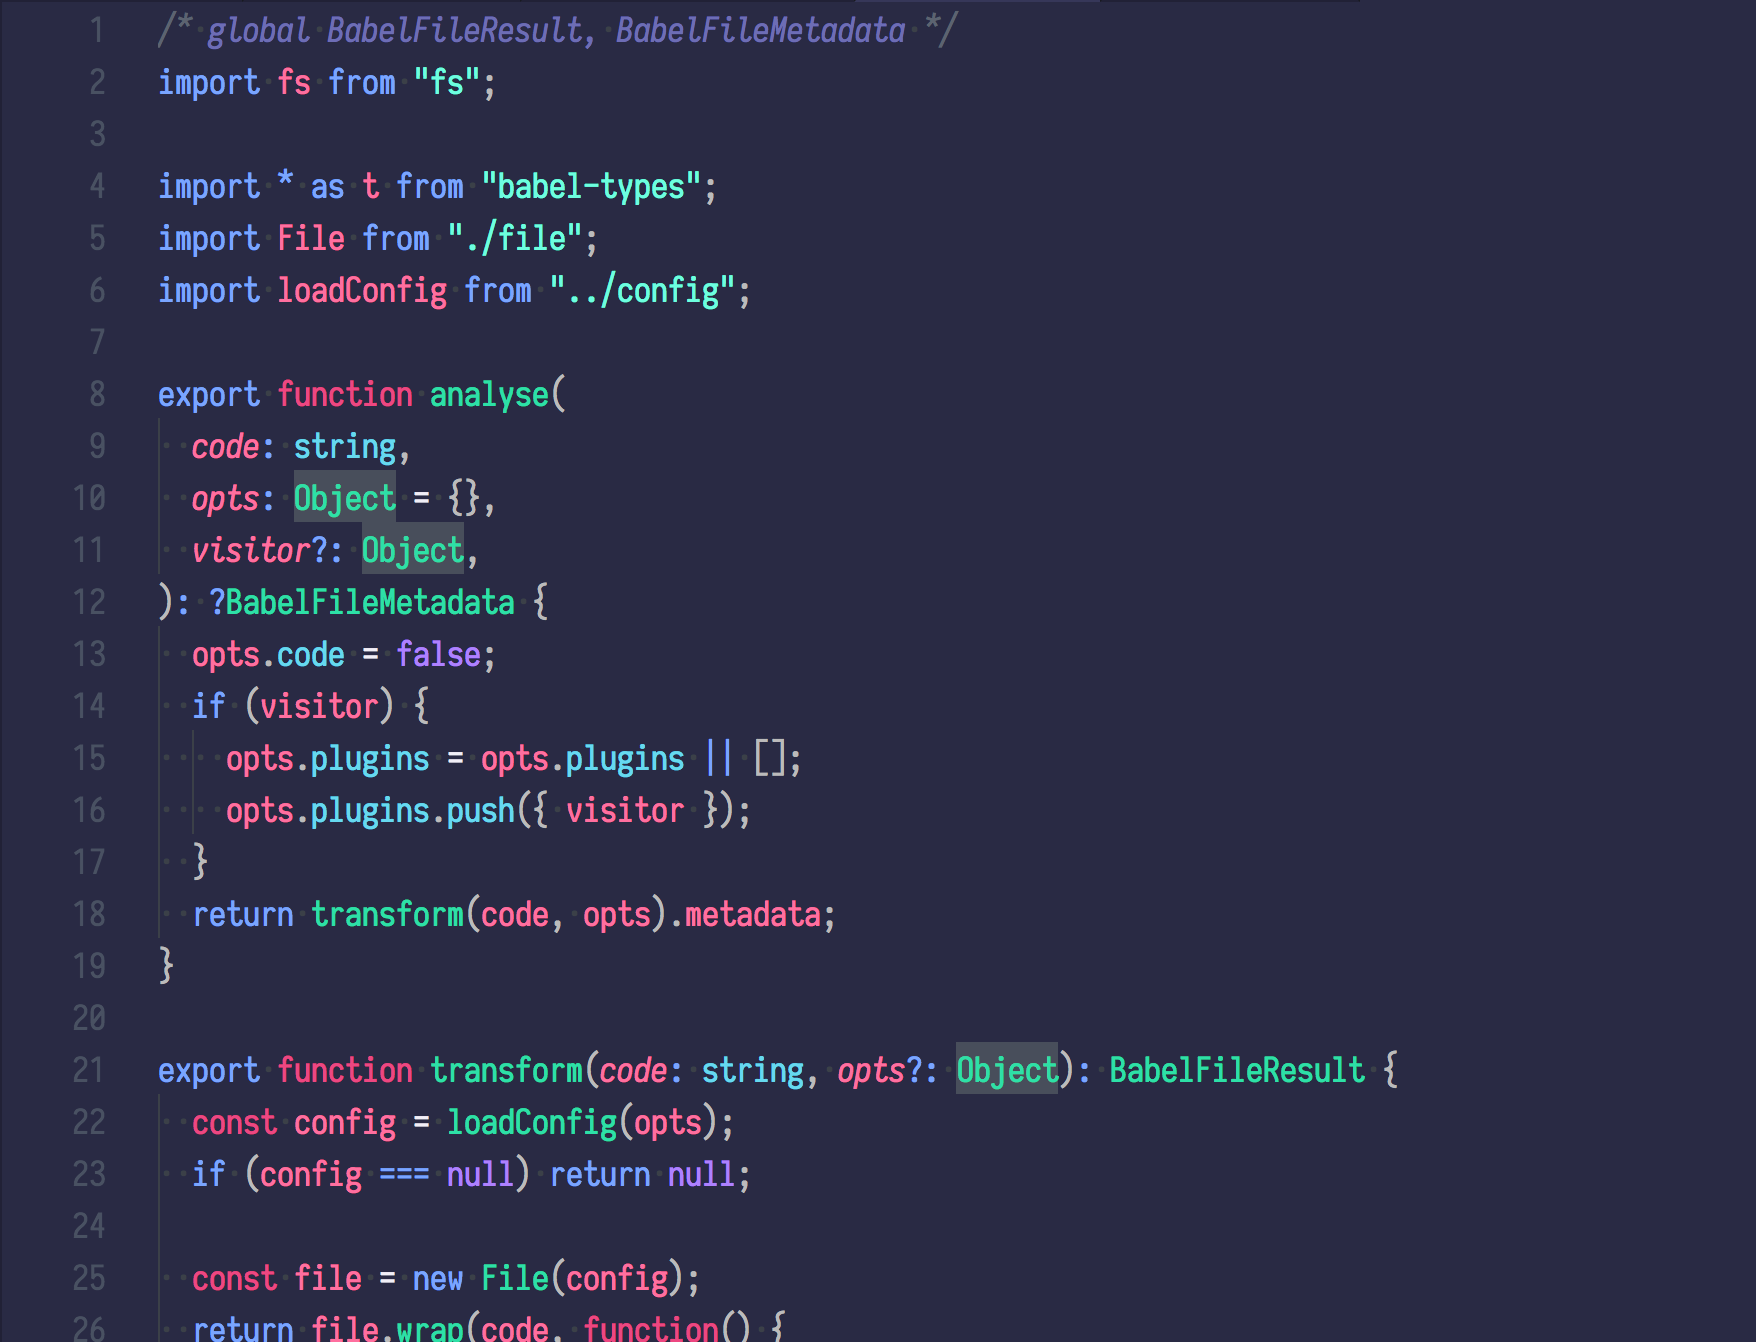 1 /* global BabelFileResult, BabelFileMetadata */
2 import fs from "fs";
3
4 import * as t from "babel-types";
5 import File from "./file";
6 import loadConfig from "../config";
7
8 export function analyse(
9   code: string,
10   opts: Object = {},
11   visitor?: Object,
12 ): ?BabelFileMetadata {
13   opts.code = false;
14   if (visitor) {
15     opts.plugins = opts.plugins || [];
16     opts.plugins.push({ visitor });
17   }
18   return transform(code, opts).metadata;
19 }
20
21 export function transform(code: string, opts?: Object): BabelFileResult {
22   const config = loadConfig(opts);
23   if (config === null) return null;
24
25   const file = new File(config);
26   return file.wrap(code, function() {